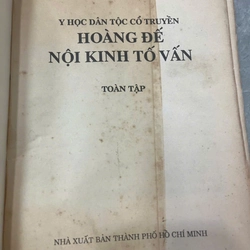 Y HỌC DÂN TỘC CỔ TRUYỀN
HOÀNG ĐẾ
NỘI KINH TỐ VẤN
TOÀN TẬP
NHÀ XUẤT BẢN THÀNH PHỐ HỒ CHÍ MINH